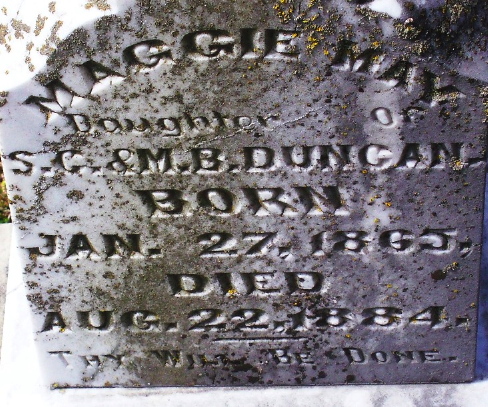 MAGGIE MAY
Daughter Of
S.C. & M.B. DUNCAN.
BORN
JAN. 27, 1865,
DIED
AUG. 22, 1884.
THY WILL BE DONE.